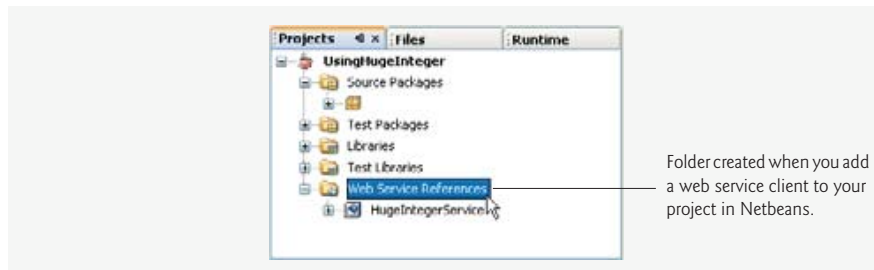 Projects Files Runtime
UsingHugeInteger
Source Packages
Test Packages
Libraries
Test Libraries
Web Service References
HugeIntegerService
Folder created when you add
a web service client to your
project in Netbeans.